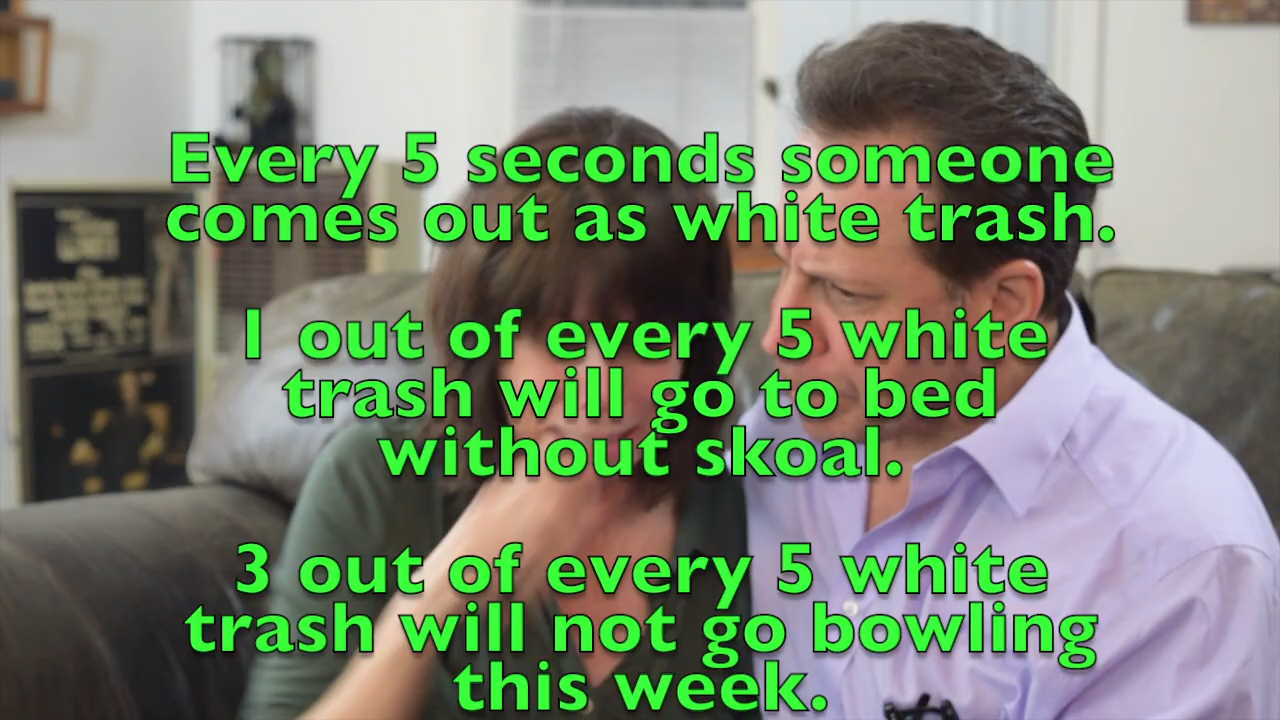 Every 5 seconds someone
comes out as white trash.
1 out of every 5 white
trash will go to bed
without skoal.
3 out of every 5 white
trash will not go bowling
this week.